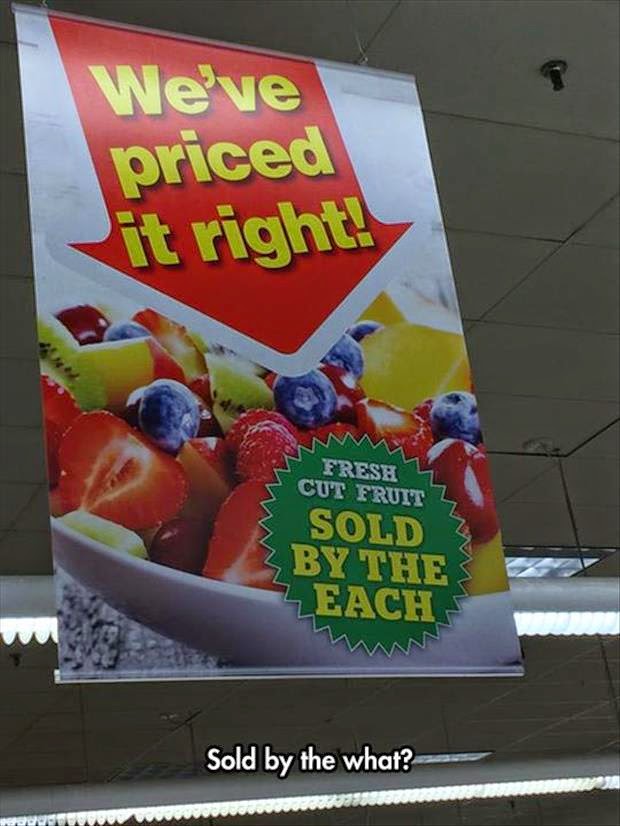 We've
priced
it right!
FRESH
CUT FRUIT
SOLD
BY THE
EACH
Sold by the what?